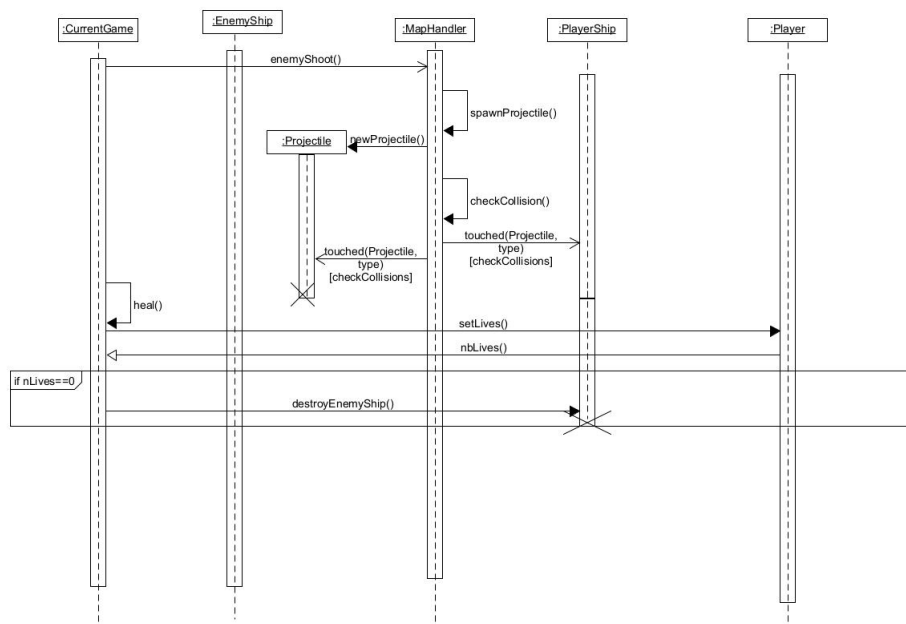 :CurrentGame
:EnemyShip
:MapHandler
:PlayerShip
:Player
enemyShoot()
spawnProjectile()
:Projectile
newProjectile()
checkCollision()
touched(Projectile,
type)
[checkCollisions]
touched(Projectile,
type)
[checkCollisions]
heal()
setLives()
nbLives()
if nLives==0
destroyEnemyShip()